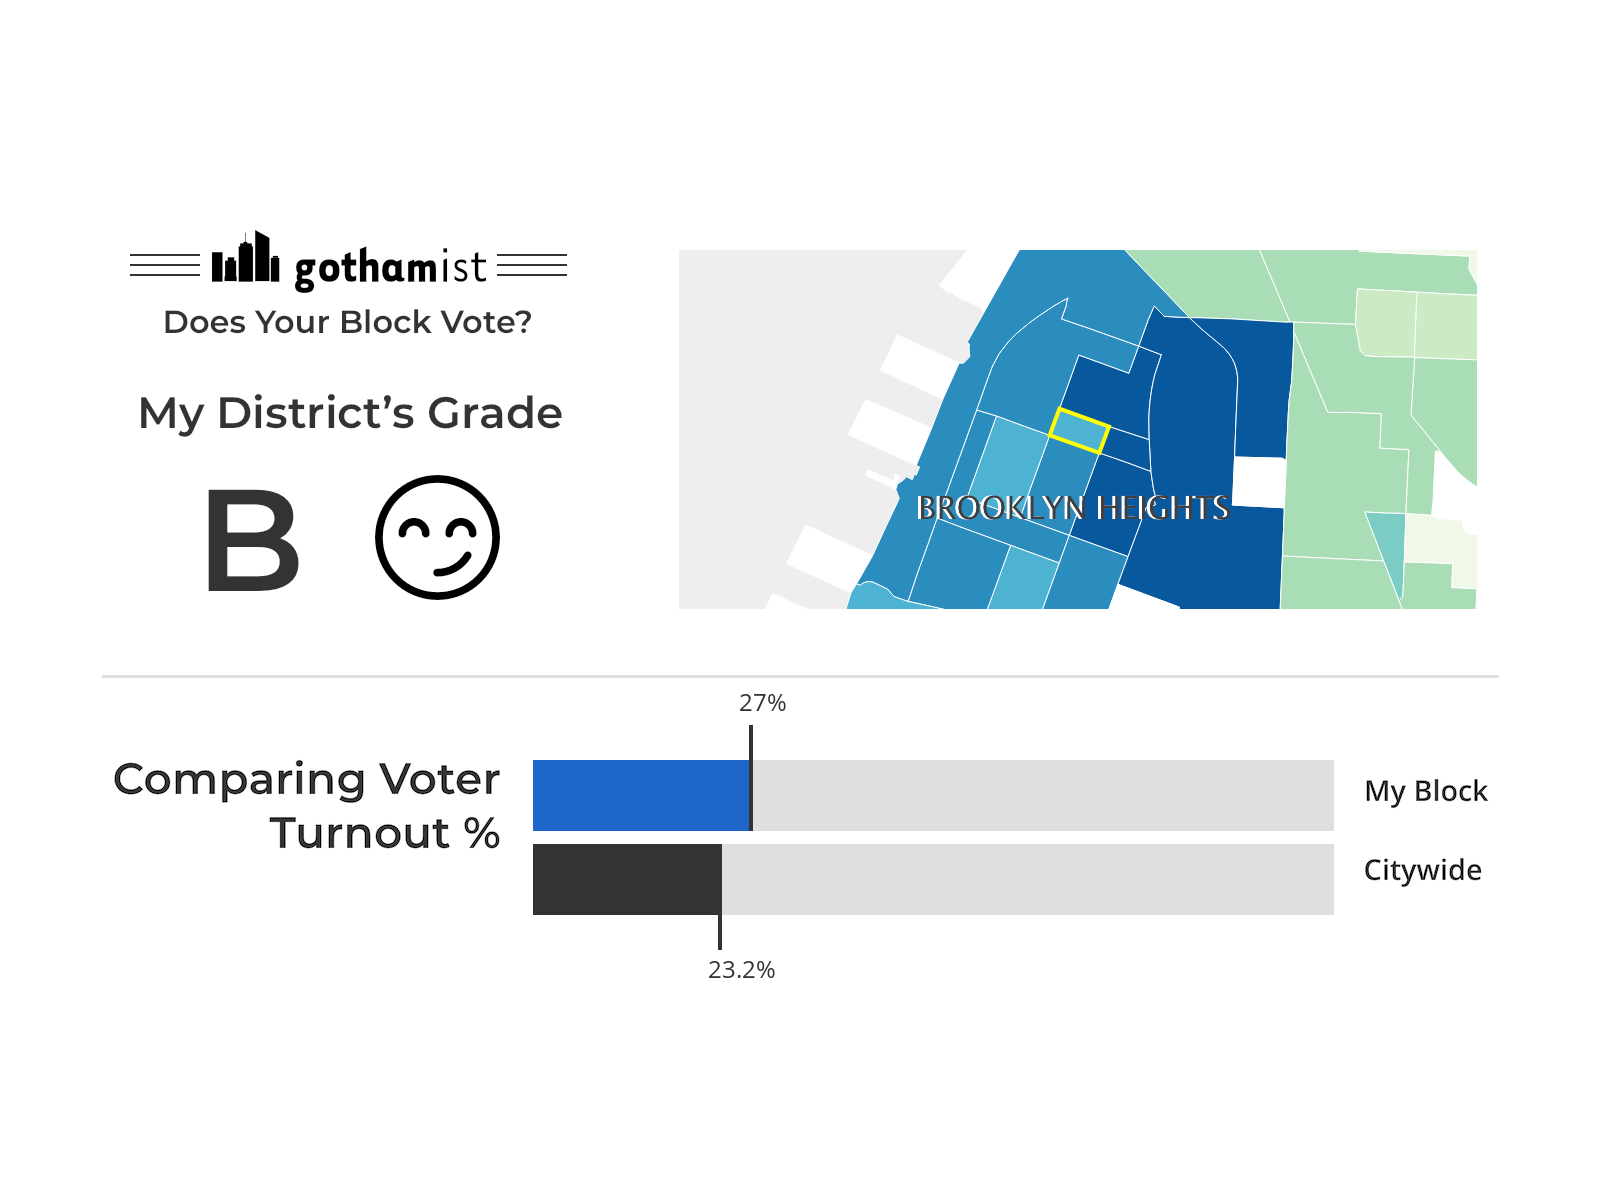 gothamist
Does Your Block Vote?
My District’s Grade
B
BROOKLYN HEIGHTS
27%
Comparing Voter
Turnout %
My Block
Citywide
23.2%